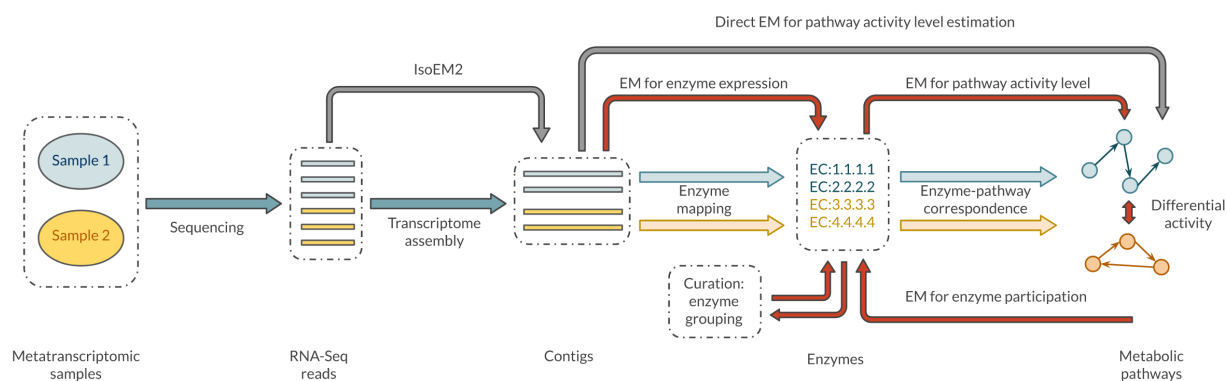 Direct EM for pathway activity level estimation
IsoEM2
EM for enzyme expression
EM for pathway activity level
Sample 1
Sample 2
Sequencing
Transcriptome
assembly
Enzyme
mapping
EC:1.1.1.1
EC:2.2.2.2
EC:3.3.3.3
EC:4.4.4.4
Enzyme-pathway
correspondence
Differential
activity
Curation:
enzyme
grouping
EM for enzyme participation
Metatranscriptomic
samples
RNA-Seq
reads
Contigs
Enzymes
Metabolic
pathways